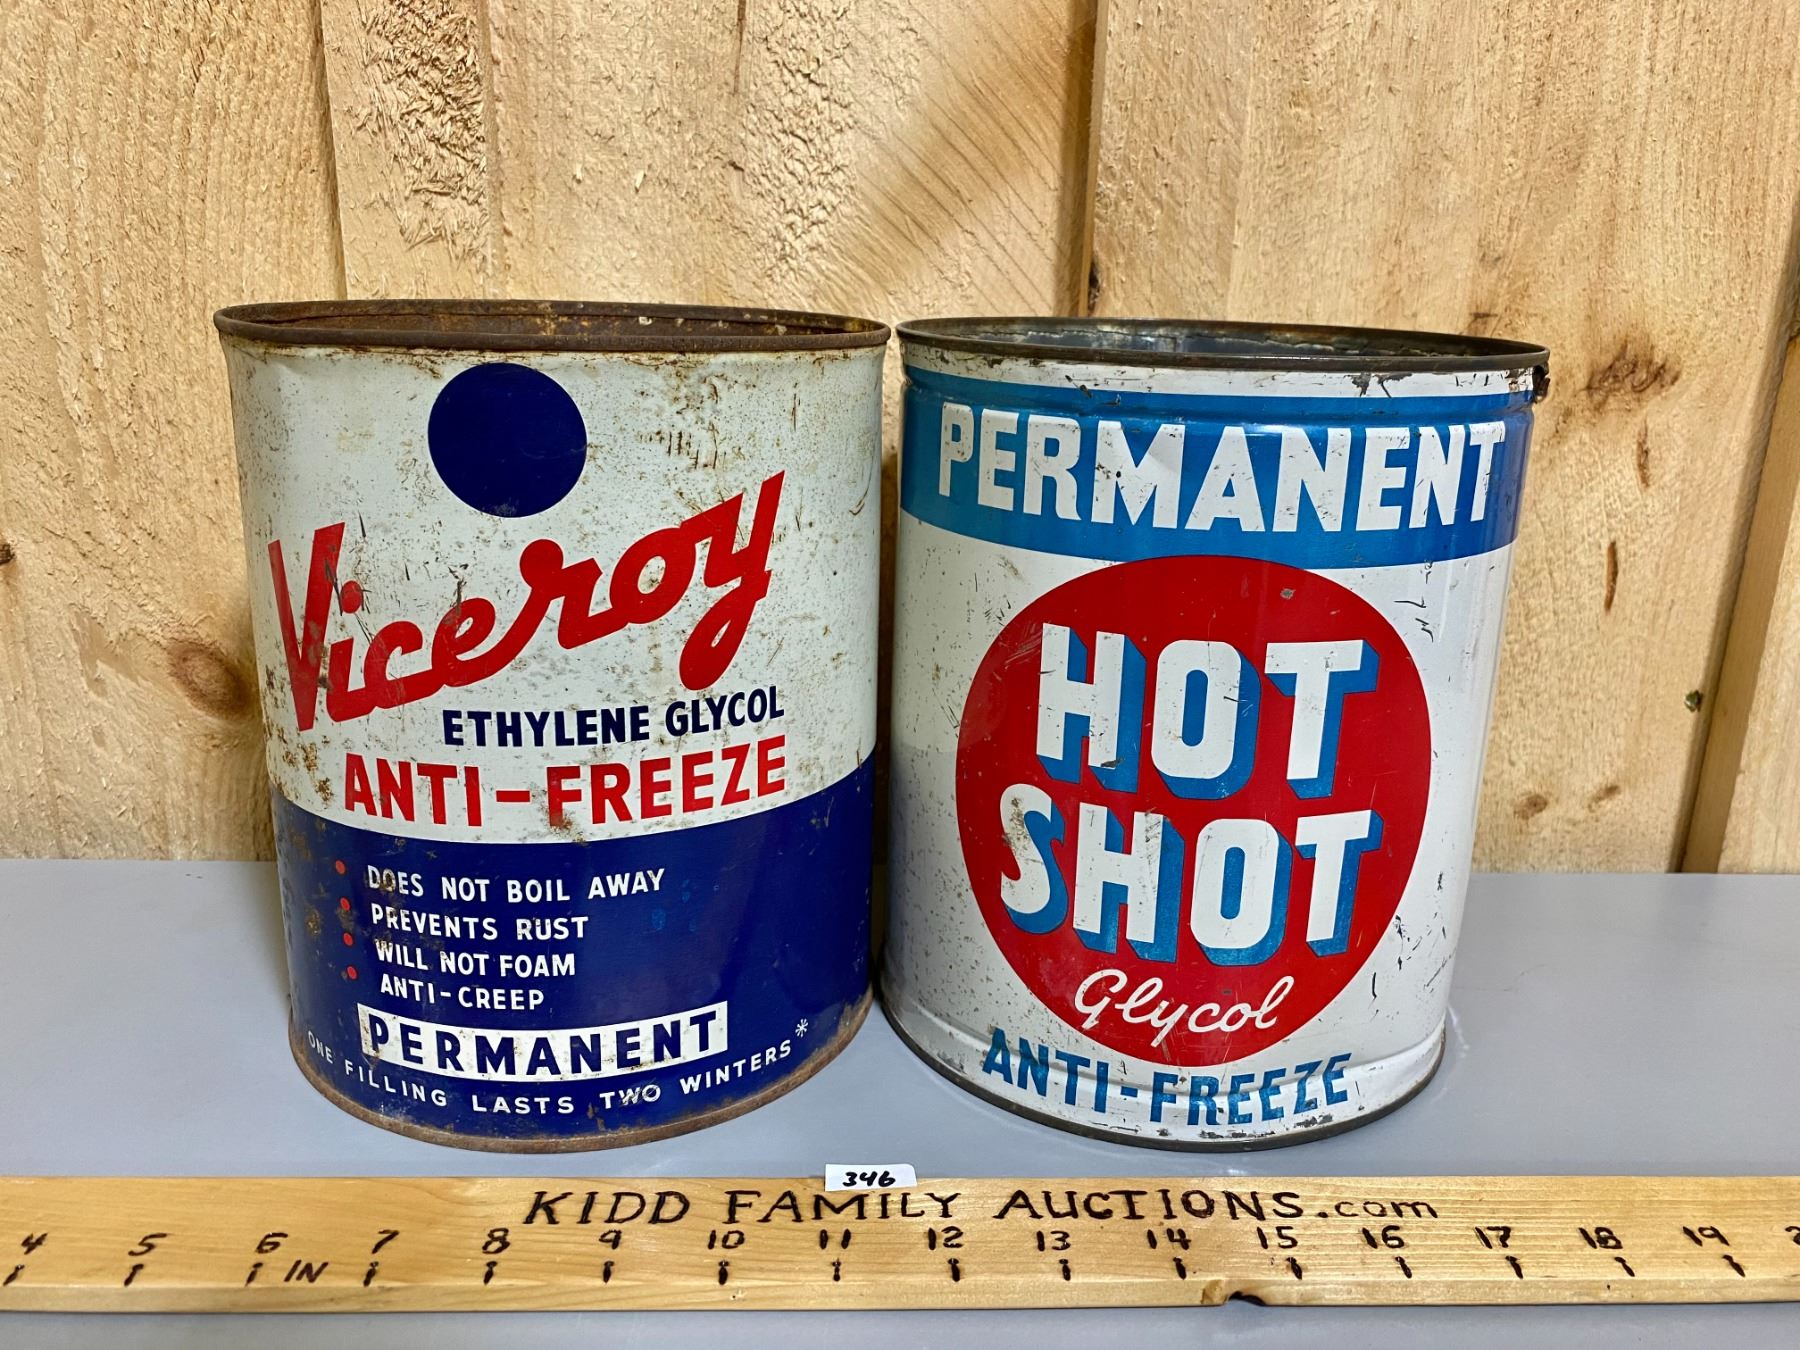 Viceroy
ETHYLENE GLYCOL
ANTI-FREEZE
DOES NOT BOIL AWAY
PREVENTS RUST
WILL NOT FOAM
ANTI-CREEP
PERMANENT
ONE FILLING LASTS TWO WINTERS*
PERMANENT
HOT
SHOT
Glycol
ANTI-FREEZE
346
KIDD FAMILY AUCTIONS.com
4 5 6 7 8 9 10 11 12 13 14 15 16 17 18 19
IN